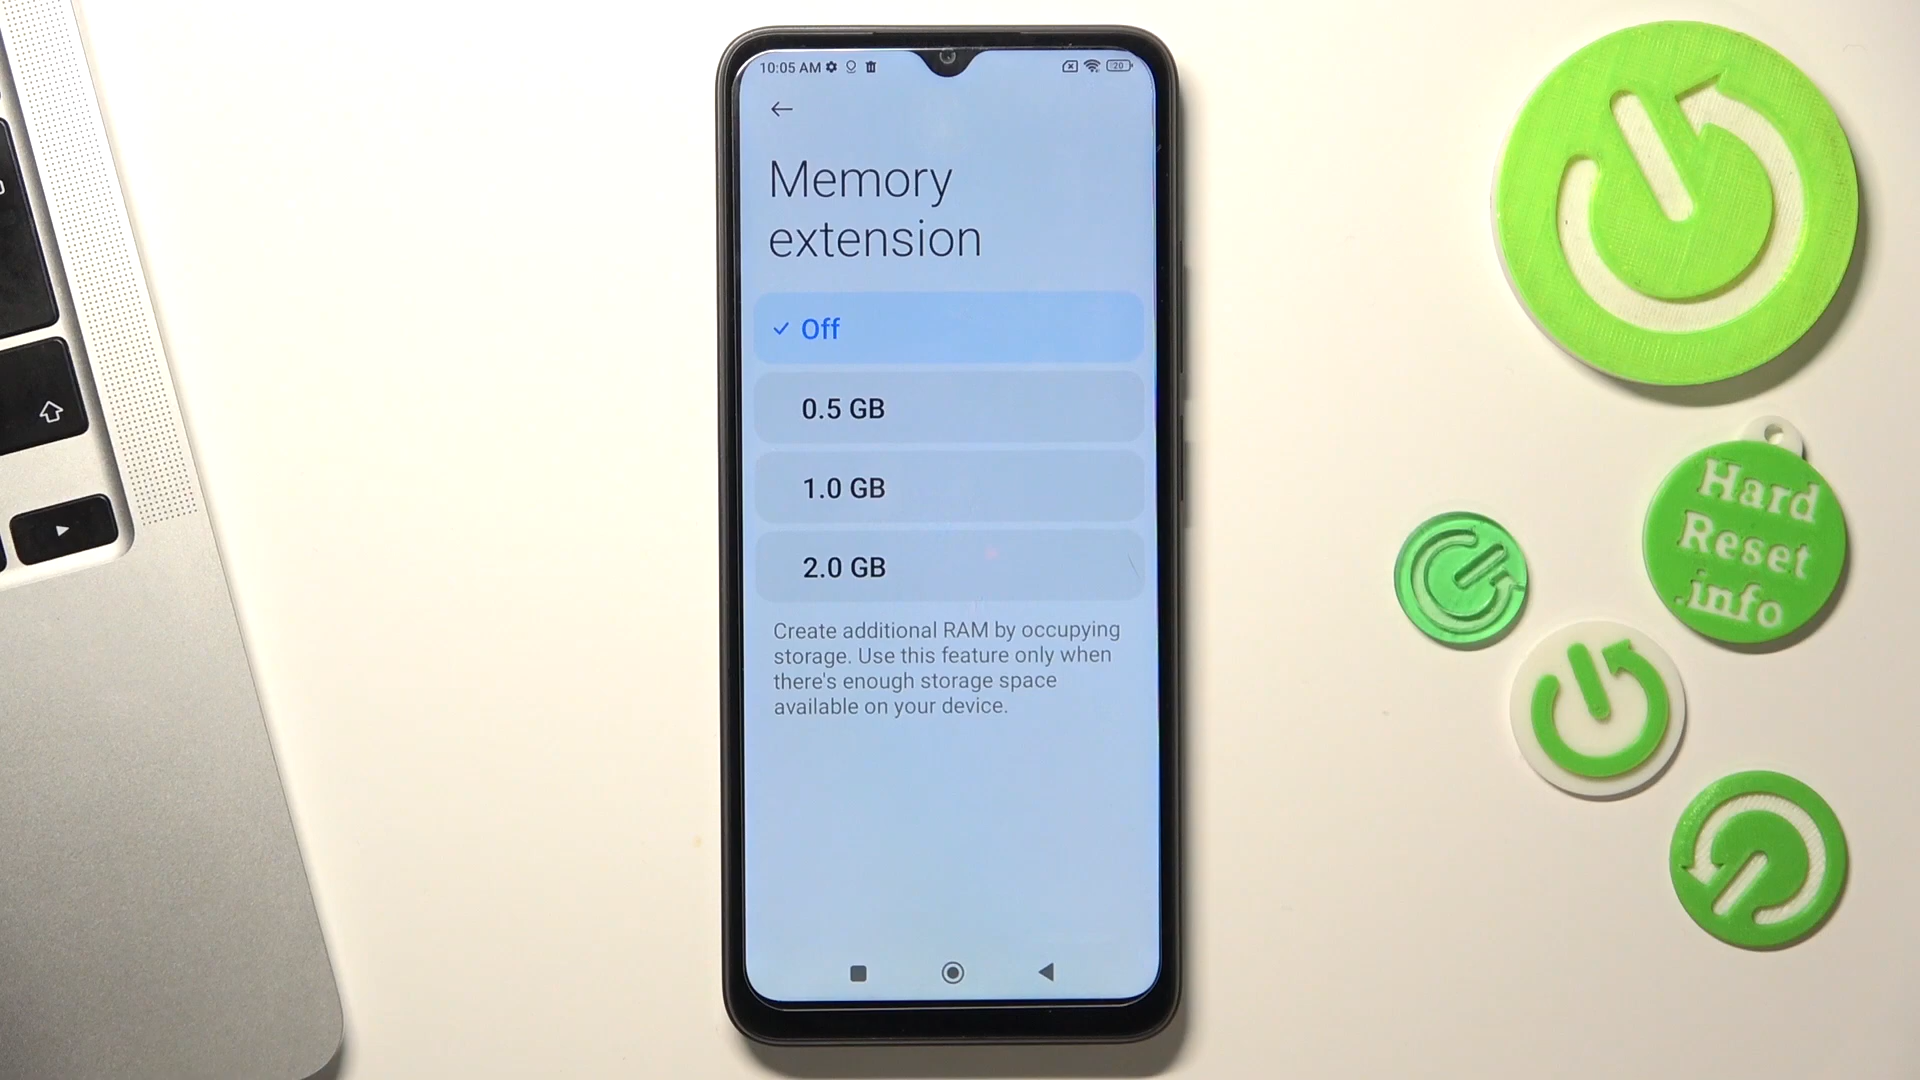 10:05 AM
20
Memory
extension
Off
0.5 GB
1.0 GB
2.0 GB
Create additional RAM by occupying
storage. Use this feature only when
there's enough storage space
available on your device.
Hard
Reset
.info